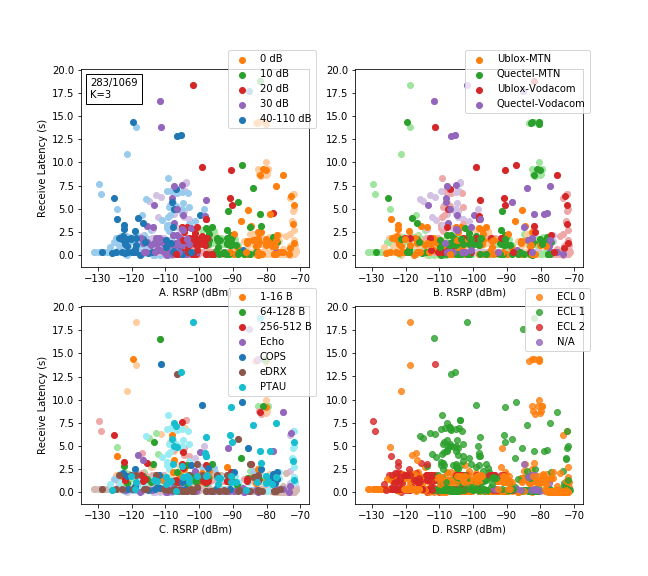 20.0
17.5
15.0
12.5
10.0
7.5
5.0
2.5
0.0
Receive Latency (s)
283/1069
K=3
0 dB
10 dB
20 dB
30 dB
40-110 dB
−130 −120 −110 −100 −90 −80 −70
A. RSRP (dBm)
20.0
17.5
15.0
12.5
10.0
7.5
5.0
2.5
0.0
Ublox-MTN
Quectel-MTN
Ublox-Vodacom
Quectel-Vodacom
−130 −120 −110 −100 −90 −80 −70
B. RSRP (dBm)
20.0
17.5
15.0
12.5
10.0
7.5
5.0
2.5
0.0
Receive Latency (s)
1-16 B
64-128 B
256-512 B
Echo
COPS
eDRX
PTAU
−130 −120 −110 −100 −90 −80 −70
C. RSRP (dBm)
20.0
17.5
15.0
12.5
10.0
7.5
5.0
2.5
0.0
ECL 0
ECL 1
ECL 2
N/A
−130 −120 −110 −100 −90 −80 −70
D. RSRP (dBm)